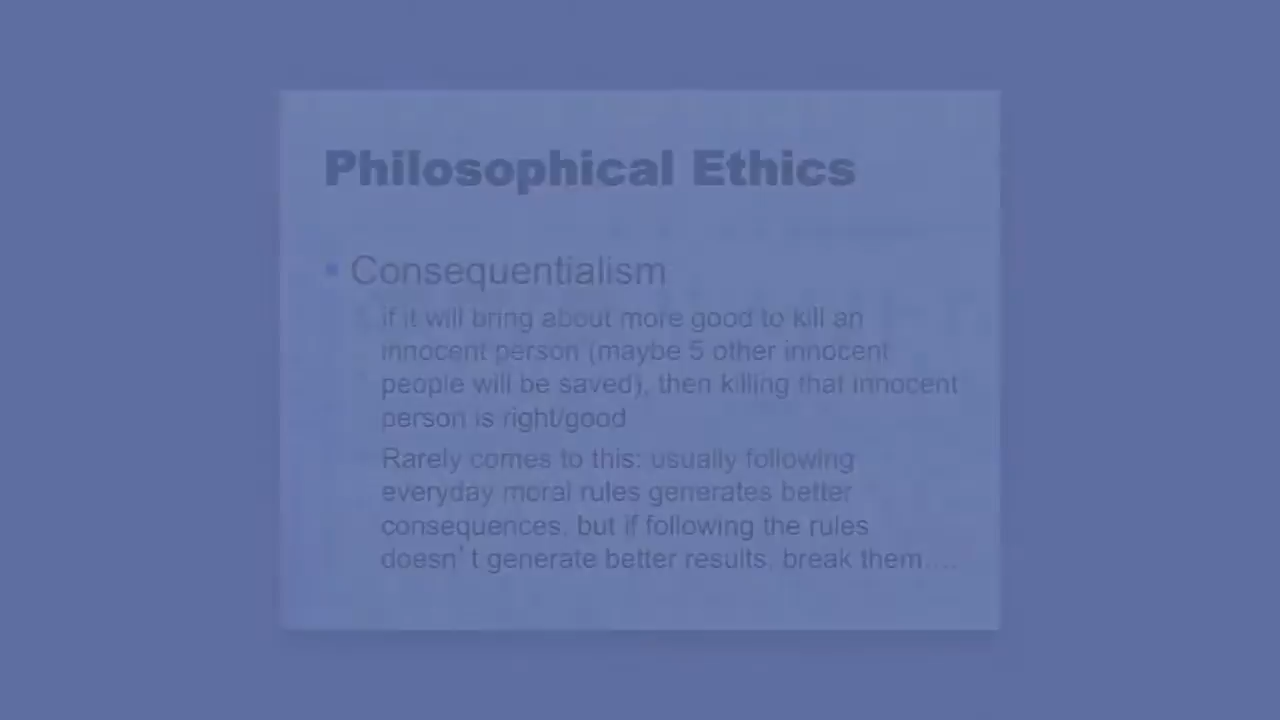 Philosophical Ethics
• Consequentialism
if it will bring about more good to kill an
innocent person (maybe 5 other innocent
people will be saved), then killing that innocent
person is right/good
Rarely comes to this: usually following
everyday moral rules generates better
consequences, but if following the rules
doesn’t generate better results, break them....